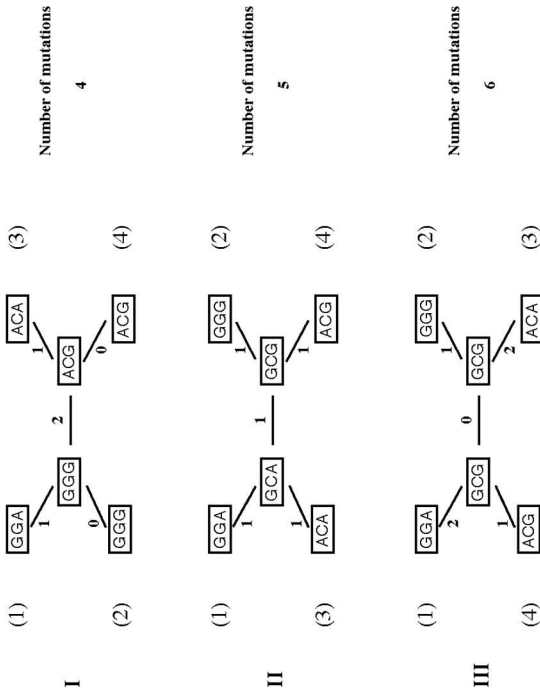 (1) GGA ACA (3)
1 1
I GGG 2 ACG Number of mutations
0 0 4
(2) GGG ACG (4)
(1) GGA GGG (2)
1 1
II GCA 1 GCG Number of mutations
1 1 5
(3) ACA ACG (4)
(1) GGA GGG (2)
2 1
III GCG 0 GCG Number of mutations
1 2 6
(4) ACG ACA (3)